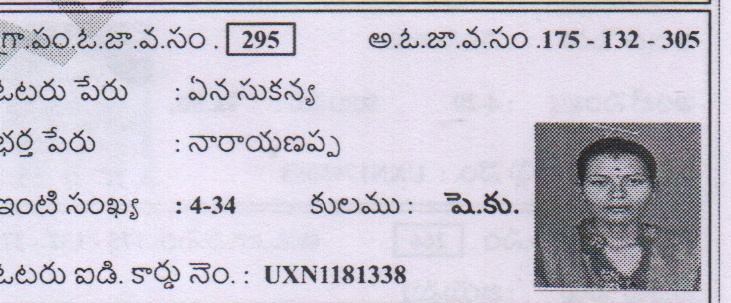 గా.పం.ఓ.జా.వ.సం . 295 అ.ఓ.జా.వ.సం .175 - 132 - 305
ఓటరు పేరు : ఏన సుకన్య
భర్త పేరు : నారాయణప్ప
ఇంటి సంఖ్య : 4-34 కులము : షె.కు.
ఓటరు ఐడి. కార్డు నెం. : UXN1181338